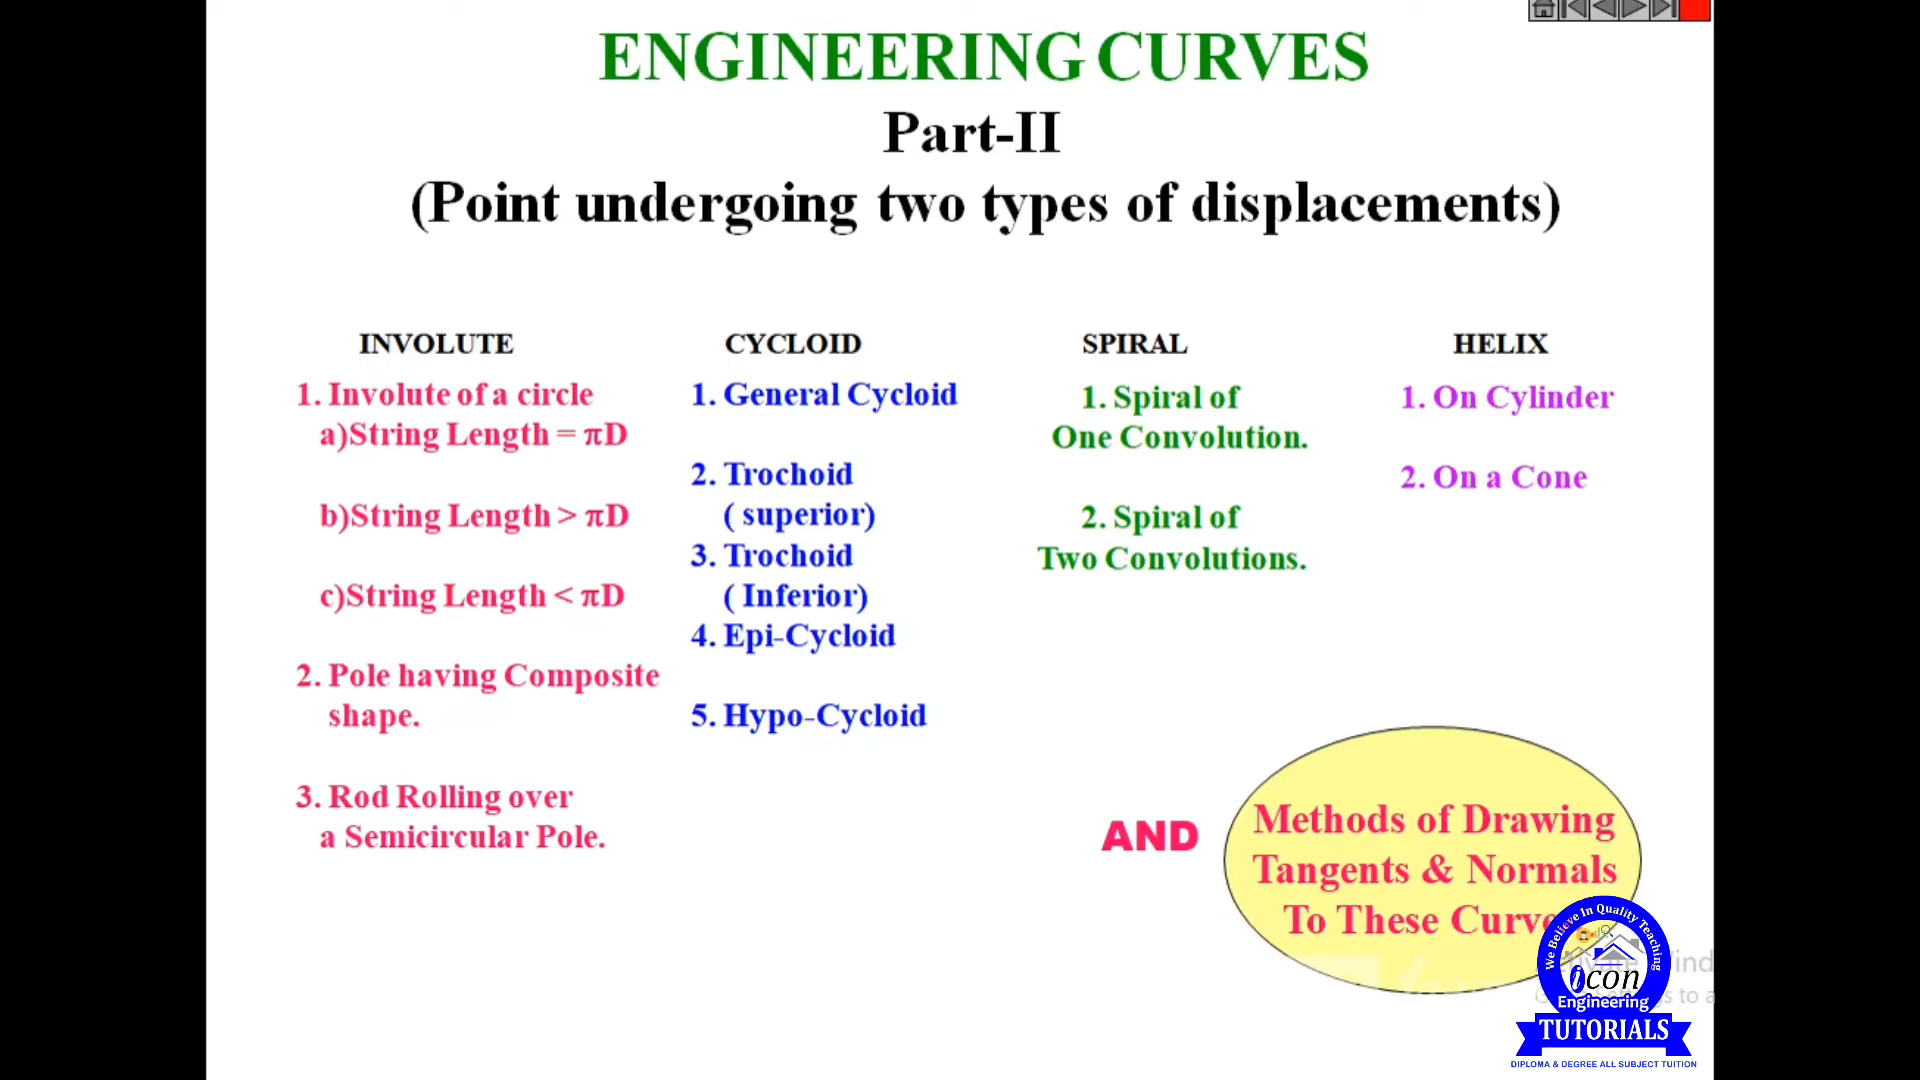 ENGINEERING CURVES
Part-II
(Point undergoing two types of displacements)
INVOLUTE
1. Involute of a circle
a)String Length = πD
b)String Length > πD
c)String Length < πD
2. Pole having Composite
shape.
3. Rod Rolling over
a Semicircular Pole.
CYCLOID
1. General Cycloid
2. Trochoid
( superior)
3. Trochoid
( Inferior)
4. Epi-Cycloid
5. Hypo-Cycloid
SPIRAL
1. Spiral of
One Convolution.
2. Spiral of
Two Convolutions.
HELIX
1. On Cylinder
2. On a Cone
AND
Methods of Drawing
Tangents & Normals
To These
We Believe In Quality Teaching
icon
Engineering
TUTORIALS
DIPLOMA & DEGREE ALL SUBJECT TUITION